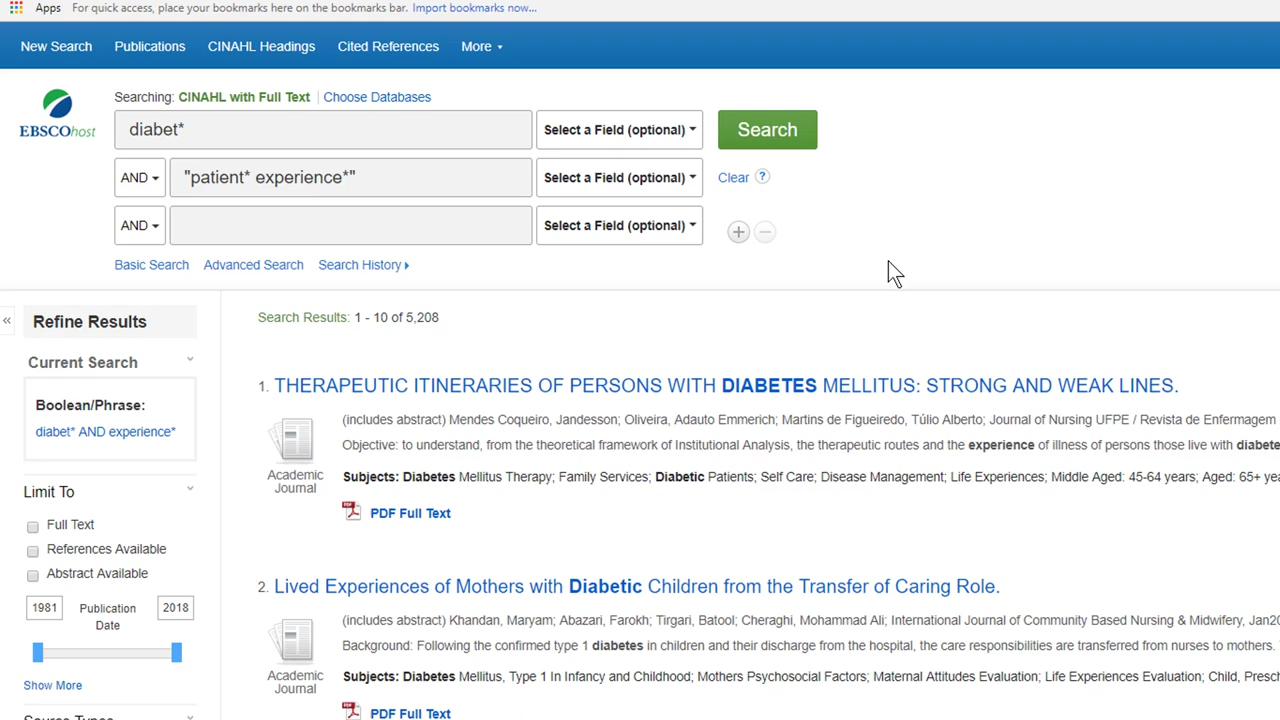 Apps For quick access, place your bookmarks here on the bookmarks bar. Import bookmarks now...
New Search Publications CINAHL Headings Cited References More
Searching: CINAHL with Full Text Choose Databases
EBSCOhost
diabet* Select a Field (optional) Search
AND "patient* experience*" Select a Field (optional) Clear ?
AND Select a Field (optional) + −
Basic Search Advanced Search Search History
« Refine Results
Search Results: 1 - 10 of 5,208
Current Search
Boolean/Phrase:
diabet* AND experience*
Limit To
Full Text
References Available
Abstract Available
1981 Publication Date 2018
Show More
Source Types
1. THERAPEUTIC ITINERARIES OF PERSONS WITH DIABETES MELLITUS: STRONG AND WEAK LINES.
(includes abstract) Mendes Coqueiro, Jandesson; Oliveira, Adauto Emmerich; Martins de Figueiredo, Túlio Alberto; Journal of Nursing UFPE / Revista de Enfermagem
Objective: to understand, from the theoretical framework of Institutional Analysis, the therapeutic routes and the experience of illness of persons those live with diabete
Subjects: Diabetes Mellitus Therapy; Family Services; Diabetic Patients; Self Care; Disease Management; Life Experiences; Middle Aged: 45-64 years; Aged: 65+ ye
Academic
Journal
PDF Full Text
2. Lived Experiences of Mothers with Diabetic Children from the Transfer of Caring Role.
(includes abstract) Khandan, Maryam; Abazari, Farokh; Tirgari, Batool; Cheraghi, Mohammad Ali; International Journal of Community Based Nursing & Midwifery, Jan20
Background: Following the confirmed type 1 diabetes in children and their discharge from the hospital, the care responsibilities are transferred from nurses to mothers.
Subjects: Diabetes Mellitus, Type 1 In Infancy and Childhood; Mothers Psychosocial Factors; Maternal Attitudes Evaluation; Life Experiences Evaluation; Child, Presch
Academic
Journal
PDF Full Text